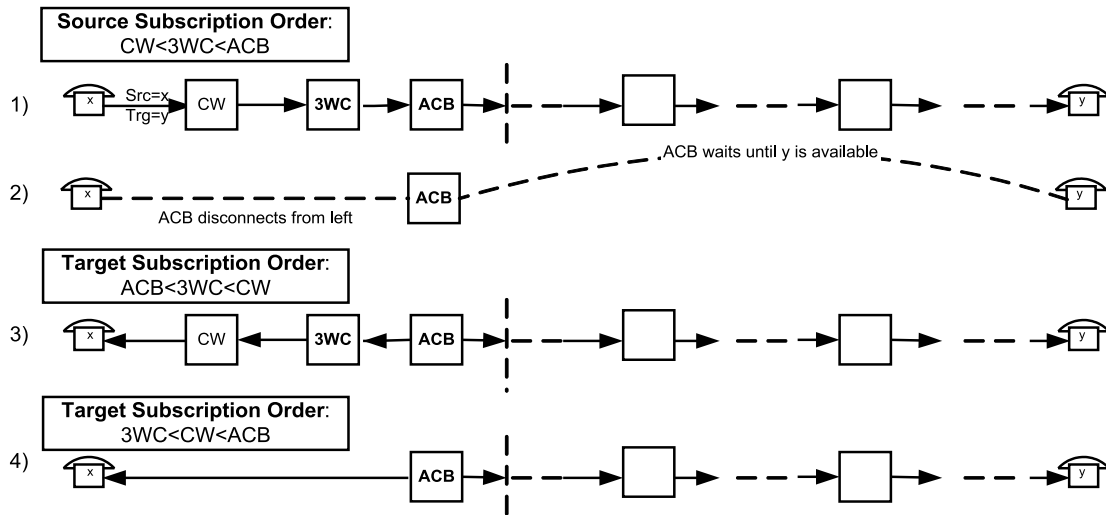 Source Subscription Order:
CW<3WC<ACB
1)
x
Src=x
Trg=y
CW
3WC
ACB
y
ACB waits until y is available
2)
x
ACB
y
ACB disconnects from left
Target Subscription Order:
ACB<3WC<CW
3)
x
CW
3WC
ACB
y
Target Subscription Order:
3WC<CW<ACB
4)
x
ACB
y